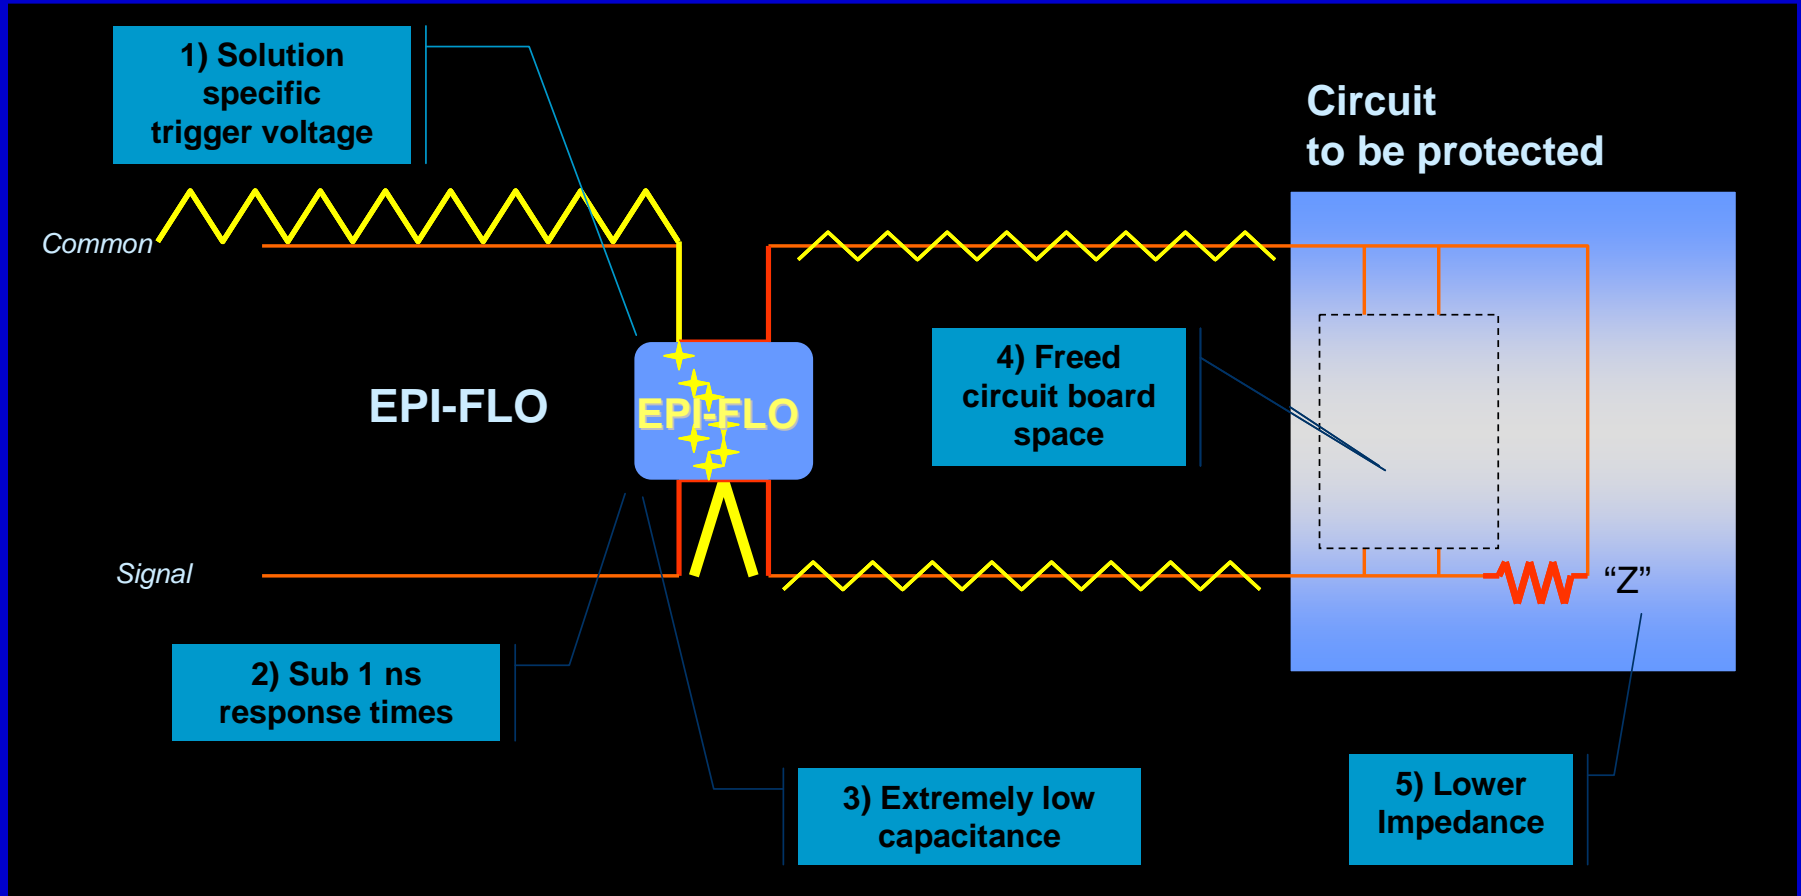 1) Solution
specific
trigger voltage
Circuit
to be protected
Common
EPI-FLO
EPI-FLO
4) Freed
circuit board
space
Signal
“Z”
2) Sub 1 ns
response times
3) Extremely low
capacitance
5) Lower
Impedance